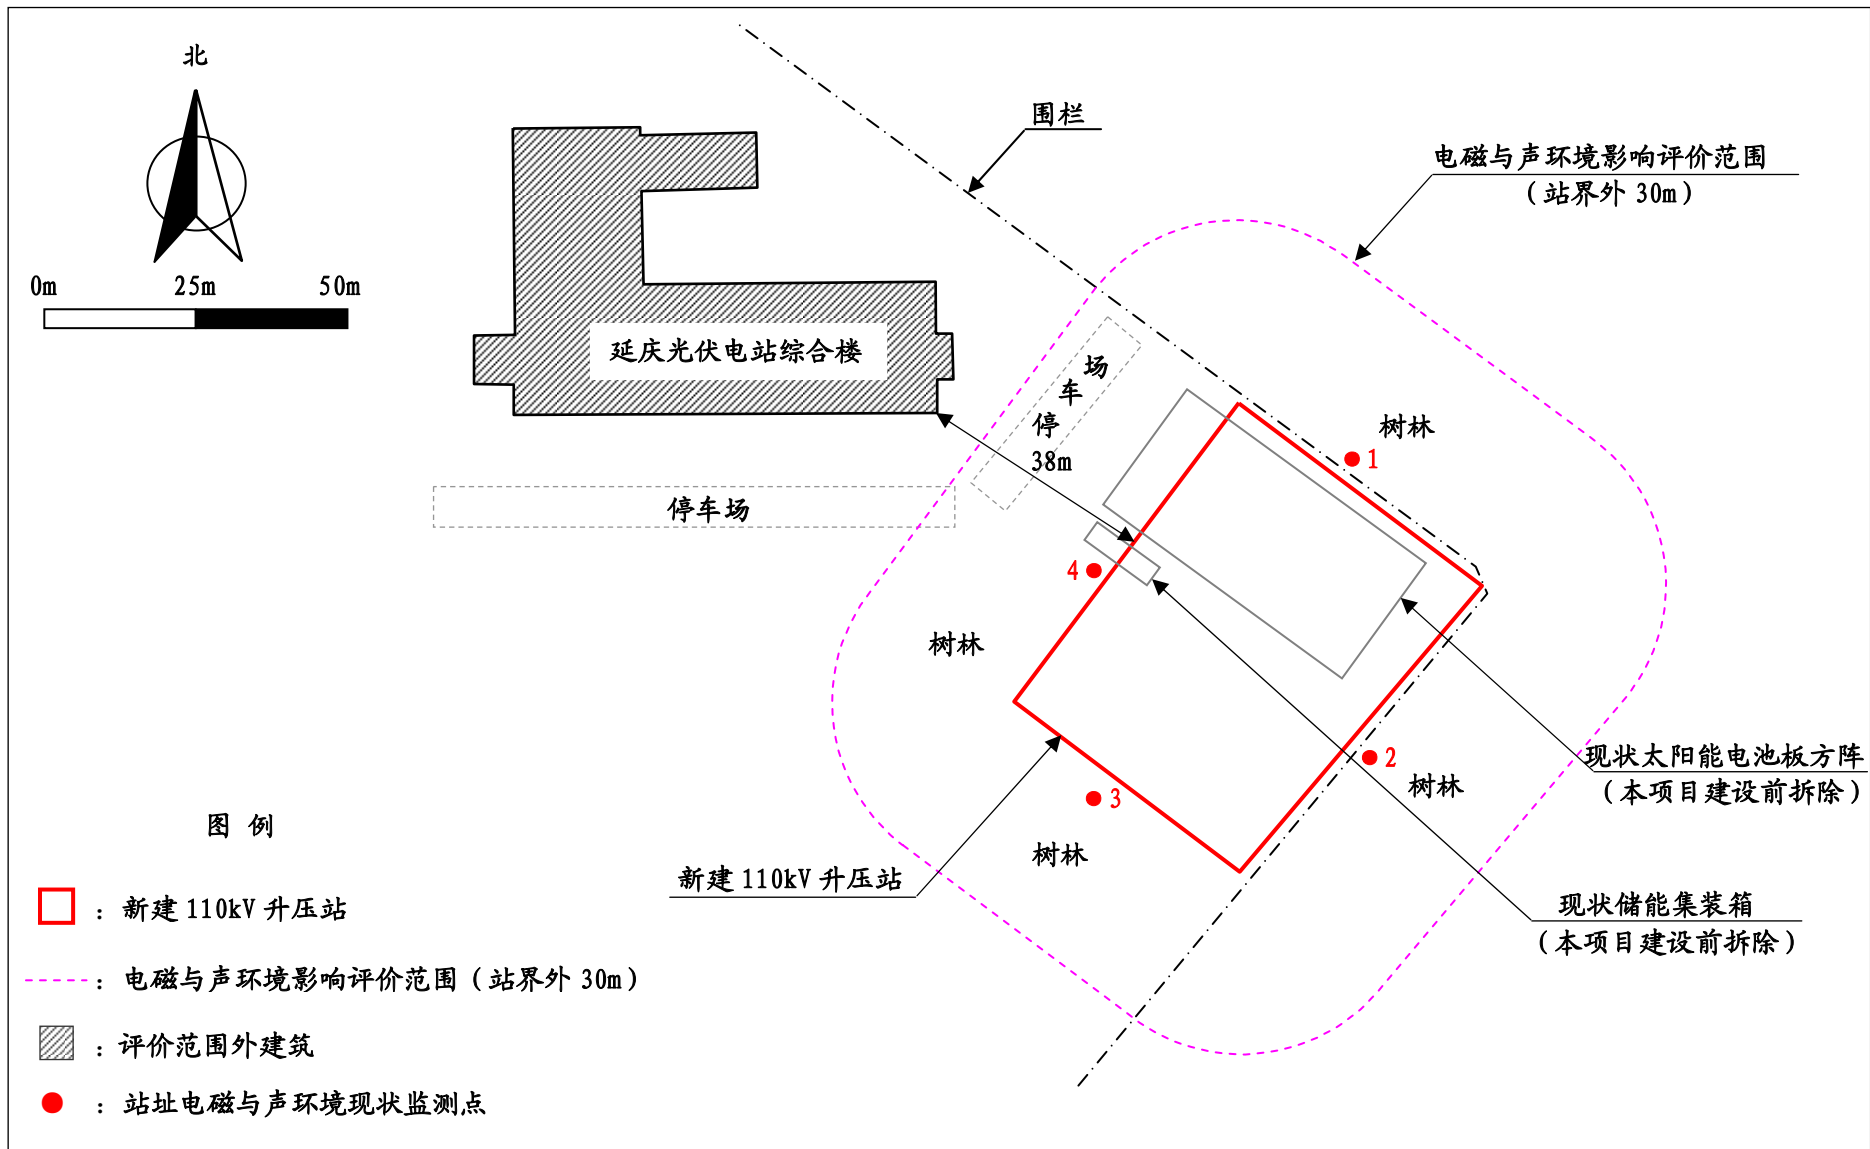 北
0m 25m 50m
围栏
电磁与声环境影响评价范围
（站界外 30m）
延庆光伏电站综合楼
停车场
38m
停车场
树林
1
4
树林
2
树林
3
树林
现状太阳能电池板方阵
（本项目建设前拆除）
新建 110kV 升压站
现状储能集装箱
（本项目建设前拆除）
图 例
：新建 110kV 升压站
：电磁与声环境影响评价范围（站界外 30m）
：评价范围外建筑
：站址电磁与声环境现状监测点